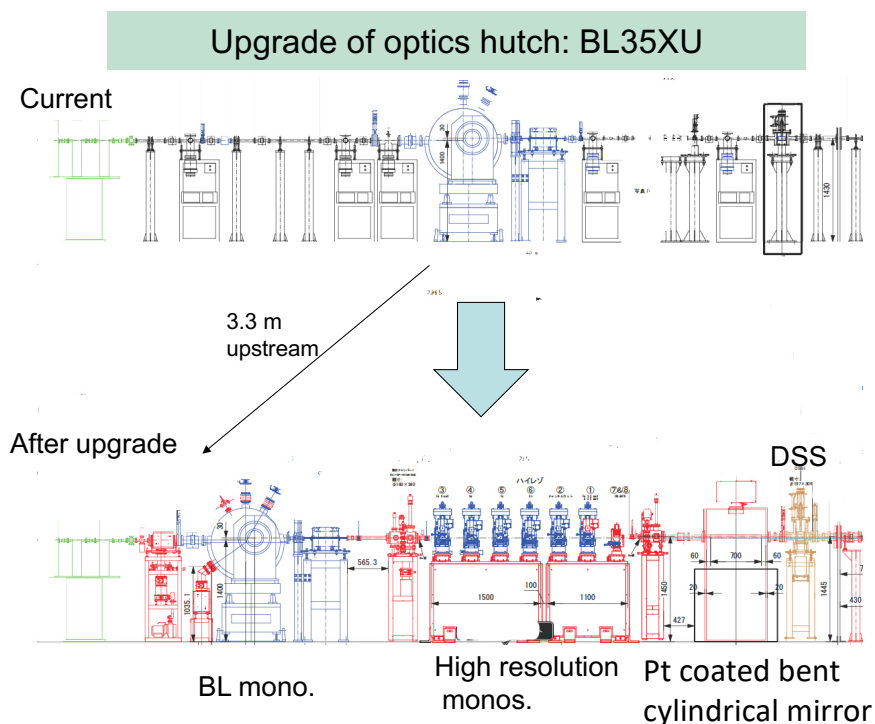 Upgrade of optics hutch: BL35XU
Current
30
1400
1430
3.3 m
upstream
After upgrade
DSS
ハイレゾ
③ ④ ⑤ ⑥ ② ① ⑦&⑧
30
1400
1035.1
565.3
1500
100
1100
1450
427
60 700 60
20 20
1445
430
BL mono.
High resolution
monos.
Pt coated bent
cylindrical mirror